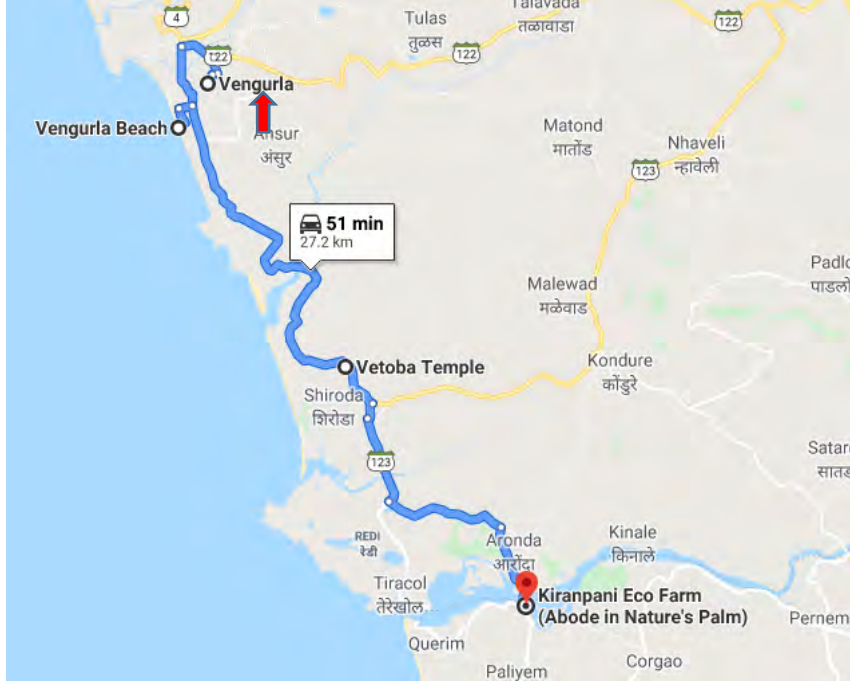 Talavada
तळावाडा
4
Tulas
तुळस
122
122
122
Vengurla
Vengurla Beach
Ansur
अंसुर
Matond
मातोंड
Nhaveli
न्हावेली
123
51 min
27.2 km
Padlo
पाडलो
Malewad
मळेवाड
Vetoba Temple
Kondure
कोंडुरे
Shiroda
शिरोडा
123
Satar
सातर्ड
REDI
रेडी
Aronda
आरोंदा
Kinale
किनाले
Tiracol
तेरेखोल...
Kiranpani Eco Farm
(Abode in Nature's Palm)
Pernem
Querim
Paliyem
Corgao